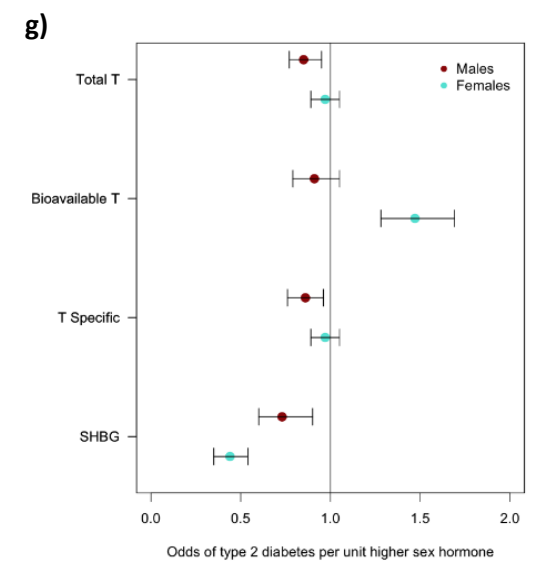 g)
Males
Females
Total T
Bioavailable T
T Specific
SHBG
0.0 0.5 1.0 1.5 2.0
Odds of type 2 diabetes per unit higher sex hormone